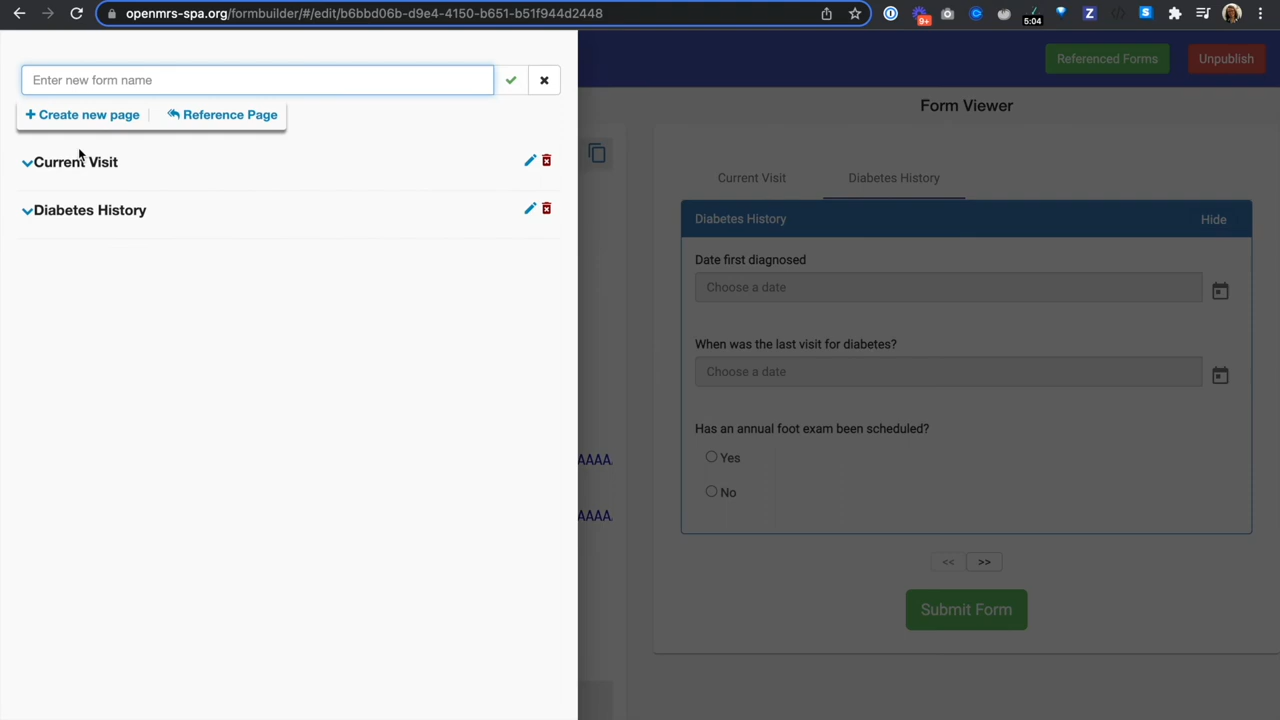 openmrs-spa.org/formbuilder/#/edit/b6bbd06b-d9e4-4150-b651-b51f944d2448
9+
5:04
Z
S
Enter new form name
Create new page
Reference Page
Current Visit
Diabetes History
Referenced Forms
Unpublish
Form Viewer
Current Visit
Diabetes History
Diabetes History
Hide
Date first diagnosed
Choose a date
When was the last visit for diabetes?
Choose a date
Has an annual foot exam been scheduled?
Yes
No
AAAA.
AAAA.
<< >>
Submit Form